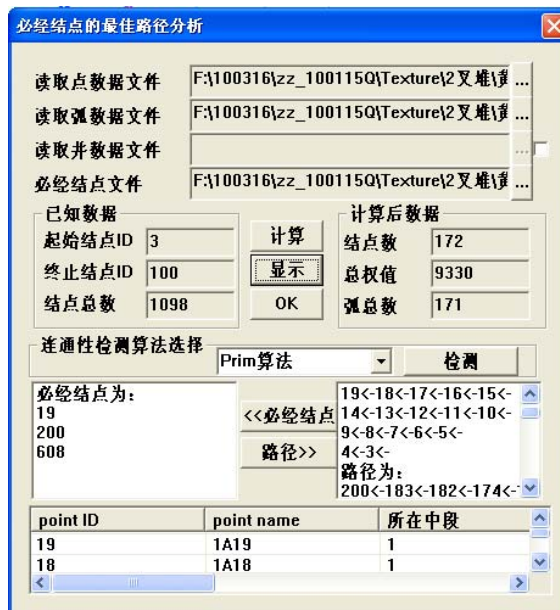 必经结点的最佳路径分析
读取点数据文件 F:\100316\zz_100115Q\Texture\2叉堆\黄 ...
读取弧数据文件 F:\100316\zz_100115Q\Texture\2叉堆\黄 ...
读取井数据文件 ...
必经结点文件 F:\100316\zz_100115Q\Texture\2叉堆\黄 ...
已知数据 计算后数据
起始结点ID 3 计算 结点数 172
终止结点ID 100 显示 总权值 9330
结点总数 1098 OK 弧总数 171
连通性检测算法选择 Prim算法 检测
必经结点为:
19
200
608
<<必经结点
路径>>
19<-18<-17<-16<-15<-
14<-13<-12<-11<-10<-
9<-8<-7<-6<-5<-
4<-3<-
路径为:
200<-183<-182<-174<-
point ID point name 所在中段
19 1A19 1
18 1A18 1